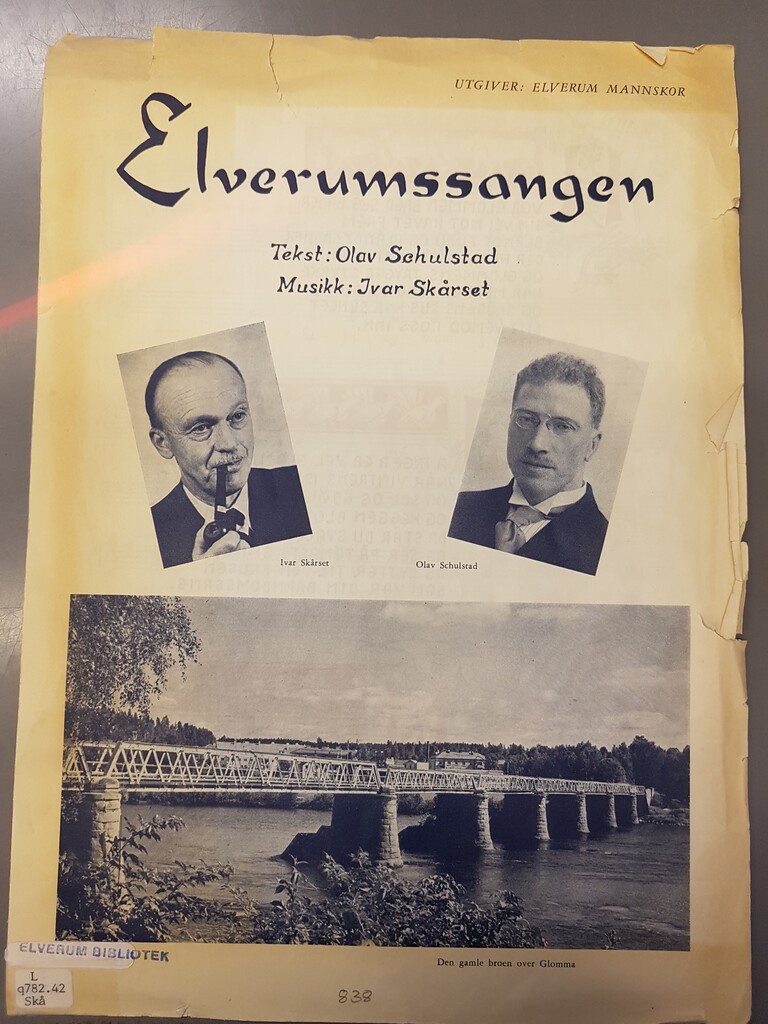 UTGIVER: ELVERUM MANNSKOR
Elverumssangen
Tekst: Olav Schulstad
Musikk: Ivar Skårset
Ivar Skårset
Olav Schulstad
Den gamle broen over Glomma
ELVERUM BIBLIOTEK
L
q782.42
Skå
838